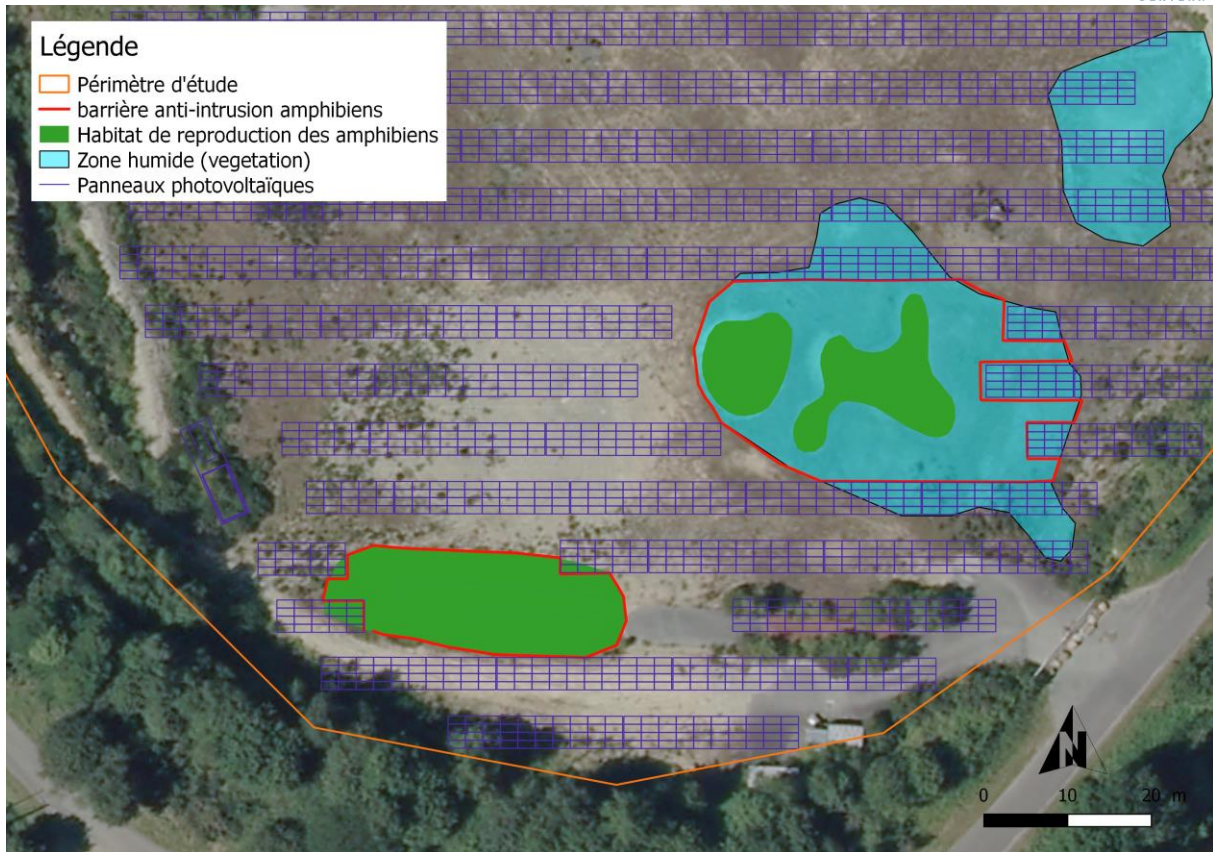 Légende
Périmètre d'étude
barrière anti-intrusion amphibiens
Habitat de reproduction des amphibiens
Zone humide (vegetation)
Panneaux photovoltaïques
N
0 10 20 m